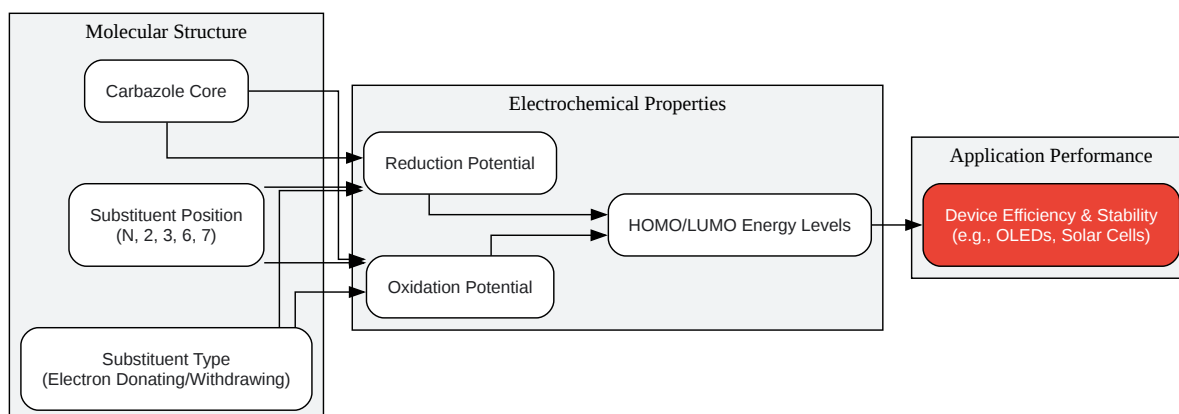 Molecular Structure
Carbazole Core
Substituent Position
(N, 2, 3, 6, 7)
Substituent Type
(Electron Donating/Withdrawing)
Electrochemical Properties
Reduction Potential
Oxidation Potential
HOMO/LUMO Energy Levels
Application Performance
Device Efficiency & Stability
(e.g., OLEDs, Solar Cells)